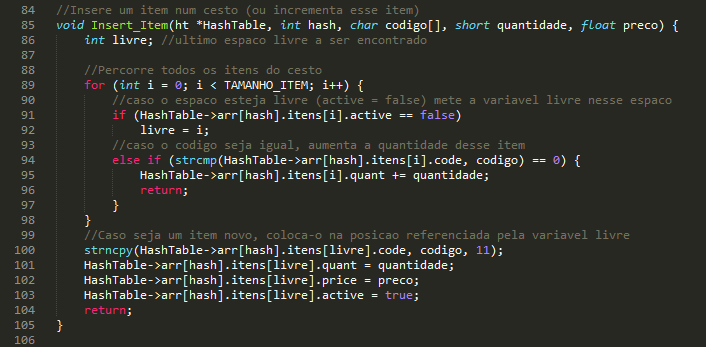 84 //Insere um item num cesto (ou incrementa esse item)
85 void Insert_Item(ht *HashTable, int hash, char codigo[], short quantidade, float preco) {
86     int livre; //ultimo espaco livre a ser encontrado
87
88     //Percorre todos os itens do cesto
89     for (int i = 0; i < TAMANHO_ITEM; i++) {
90         //caso o espaco esteja livre (active = false) mete a variavel livre nesse espaco
91         if (HashTable->arr[hash].itens[i].active == false)
92             livre = i;
93         //caso o codigo seja igual, aumenta a quantidade desse item
94         else if (strcmp(HashTable->arr[hash].itens[i].code, codigo) == 0) {
95             HashTable->arr[hash].itens[i].quant += quantidade;
96             return;
97         }
98     }
99     //Caso seja um item novo, coloca-o na posicao referenciada pela variavel livre
100     strncpy(HashTable->arr[hash].itens[livre].code, codigo, 11);
101     HashTable->arr[hash].itens[livre].quant = quantidade;
102     HashTable->arr[hash].itens[livre].price = preco;
103     HashTable->arr[hash].itens[livre].active = true;
104     return;
105 }
106